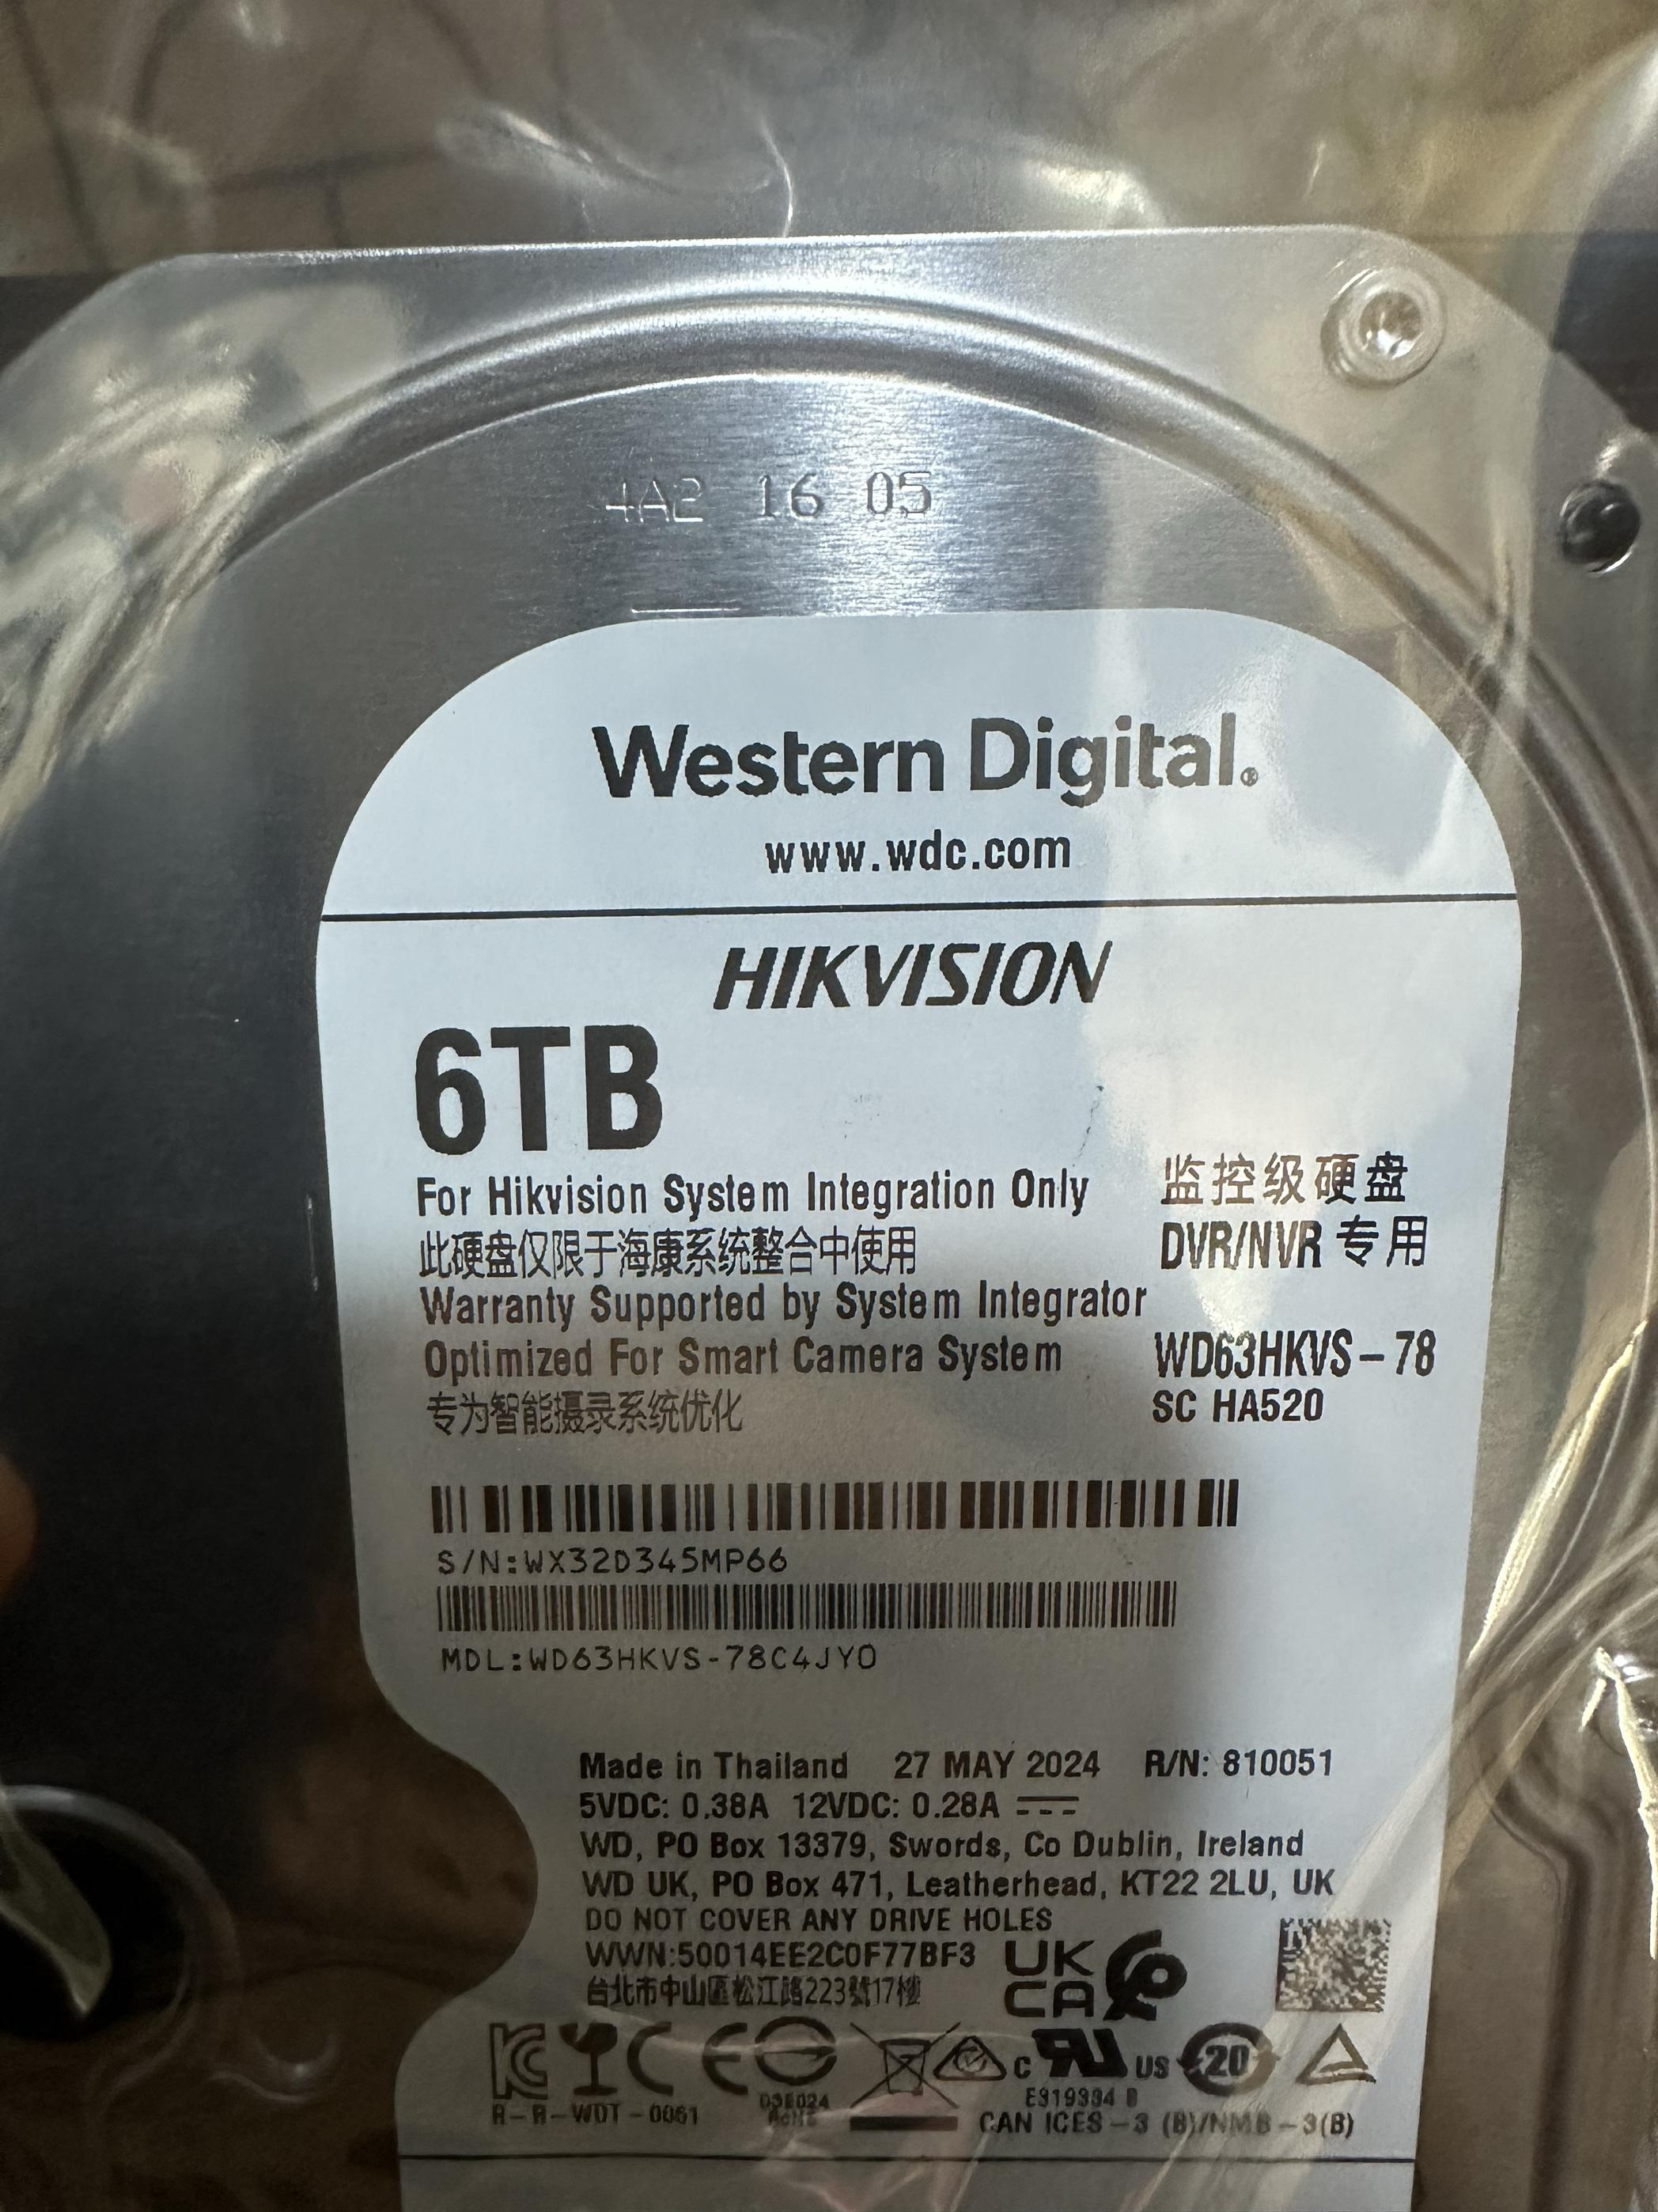 4A2 16 05
Western Digital®
www.wdc.com
HIKVISION
6TB
For Hikvision System Integration Only
监控级硬盘
此硬盘仅限于海康系统整合中使用
DVR/NVR 专用
Warranty Supported by System Integrator
Optimized For Smart Camera System
WD63HKVS-78
专为智能摄录系统优化
SC HA520
S/N:WX32D345MP66
MDL:WD63HKVS-78C4JY0
Made in Thailand 27 MAY 2024 R/N: 810051
5VDC: 0.38A 12VDC: 0.28A
WD, PO Box 13379, Swords, Co Dublin, Ireland
WD UK, PO Box 471, Leatherhead, KT22 2LU, UK
DO NOT COVER ANY DRIVE HOLES
WWN:50014EE2C0F77BF3
UK
CA
台北市中山區松江路223號17樓
CE
C US
20
R-R-WDT-0061
D33024
RoHS
E319334 B
CAN ICES-3 (B)/NMB-3(B)